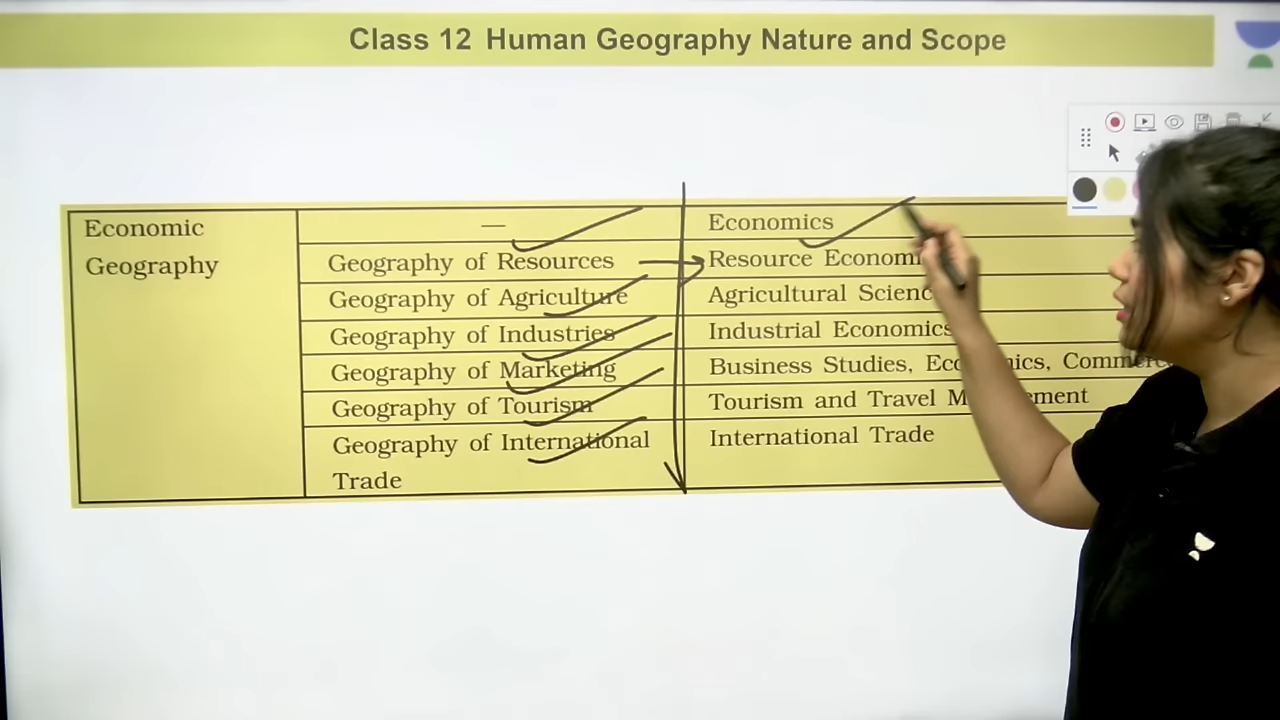 Class 12 Human Geography Nature and Scope
Economic
Geography
—
Economics
Geography of Resources
Resource
Geography of Agriculture
Agricultural
Geography of Industries
Industrial Economics
Geography of Marketing
Business Studies,
Geography of Tourism
Tourism and Travel
Geography of International
Trade
International Trade